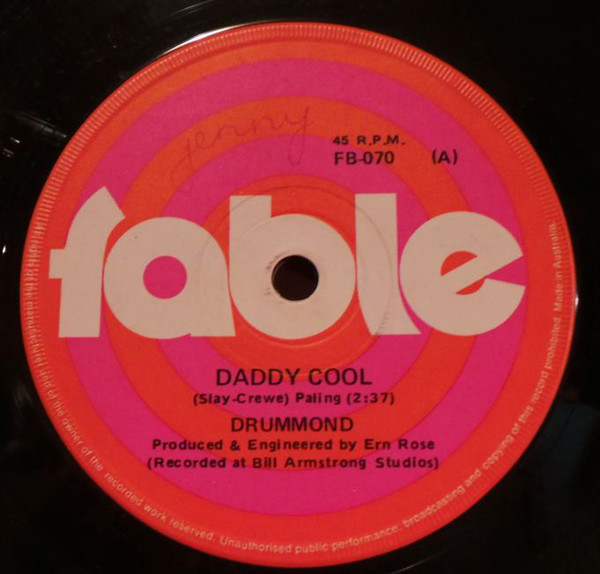 jenny
45 R.P.M.
FB-070 (A)
fable
DADDY COOL
(Slay-Crewe) Paling (2:37)
DRUMMOND
Produced & Engineered by Ern Rose
(Recorded at Bill Armstrong Studios)
and of the owner of the recorded work reserved. Unauthorised public performance, broadcasting and copying of this record prohibited. Made in Australia.